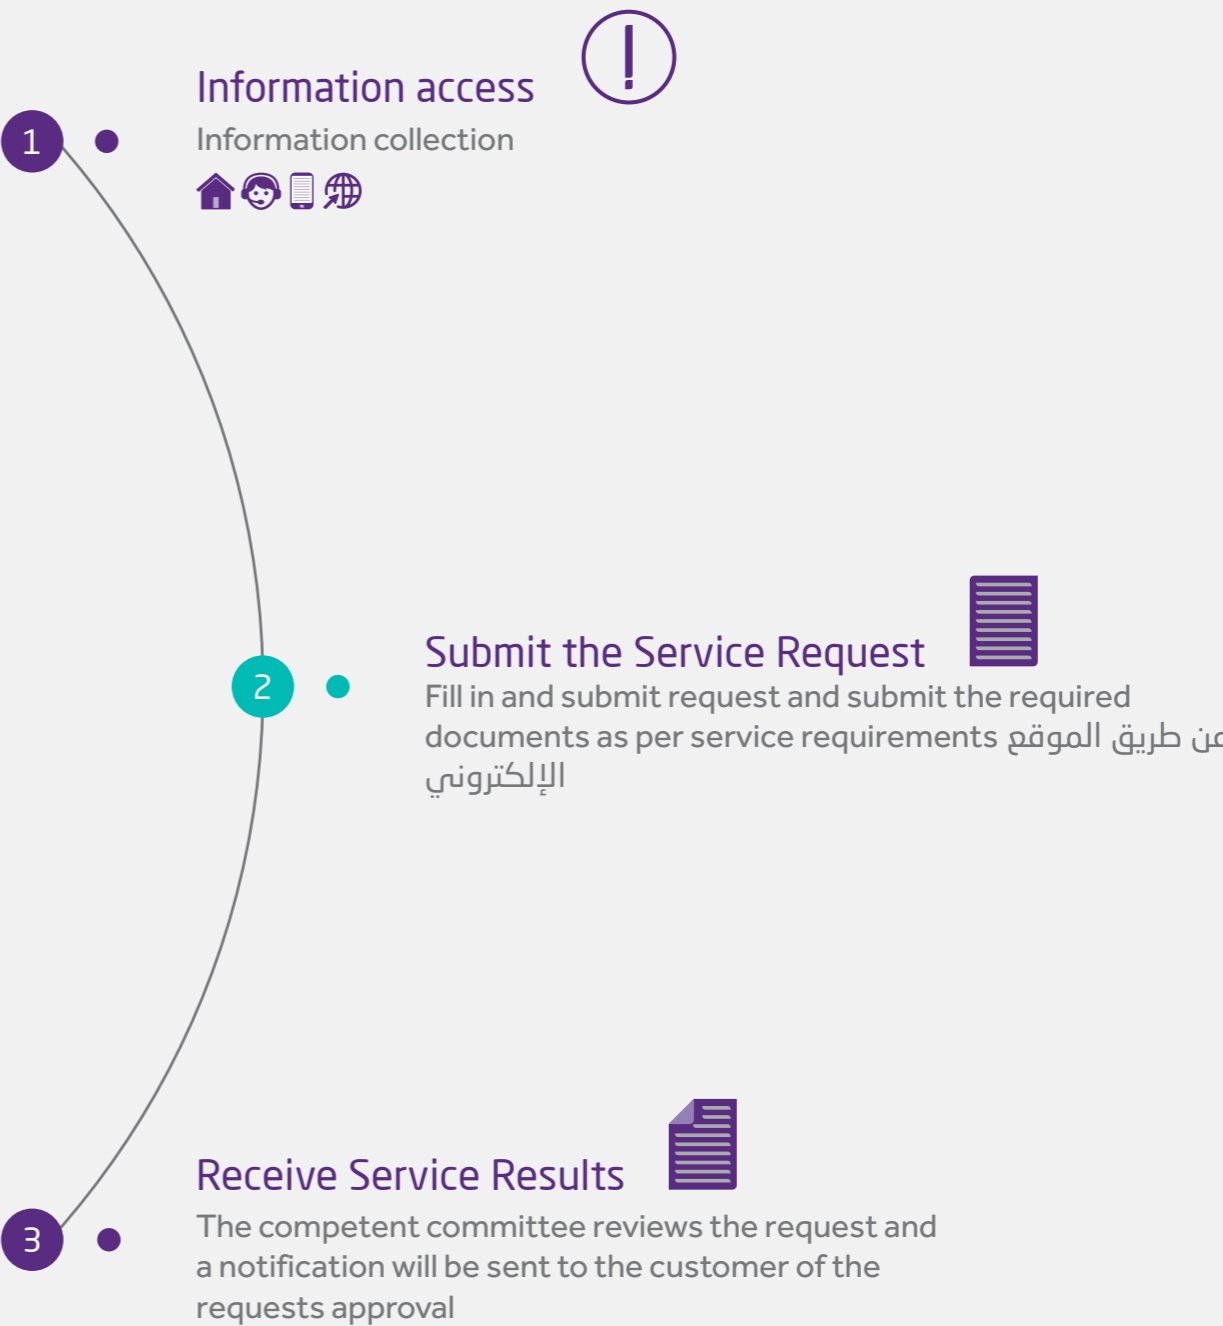 Information access
1
Information collection
Submit the Service Request
2
Fill in and submit request and submit the required
documents as per service requirements عن طريق الموقع
الإلكتروني
Receive Service Results
3
The competent committee reviews the request and
a notification will be sent to the customer of the
requests approval